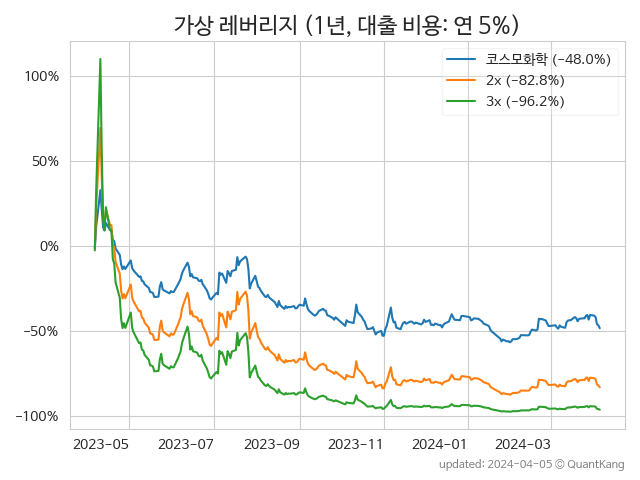 가상 레버리지 (1년, 대출 비용: 연 5%)
코스모화학 (−48.0%)
2x (−82.8%)
3x (−96.2%)
100%
50%
0%
−50%
−100%
2023-05 2023-07 2023-09 2023-11 2024-01 2024-03
updated: 2024-04-05 © QuantKang